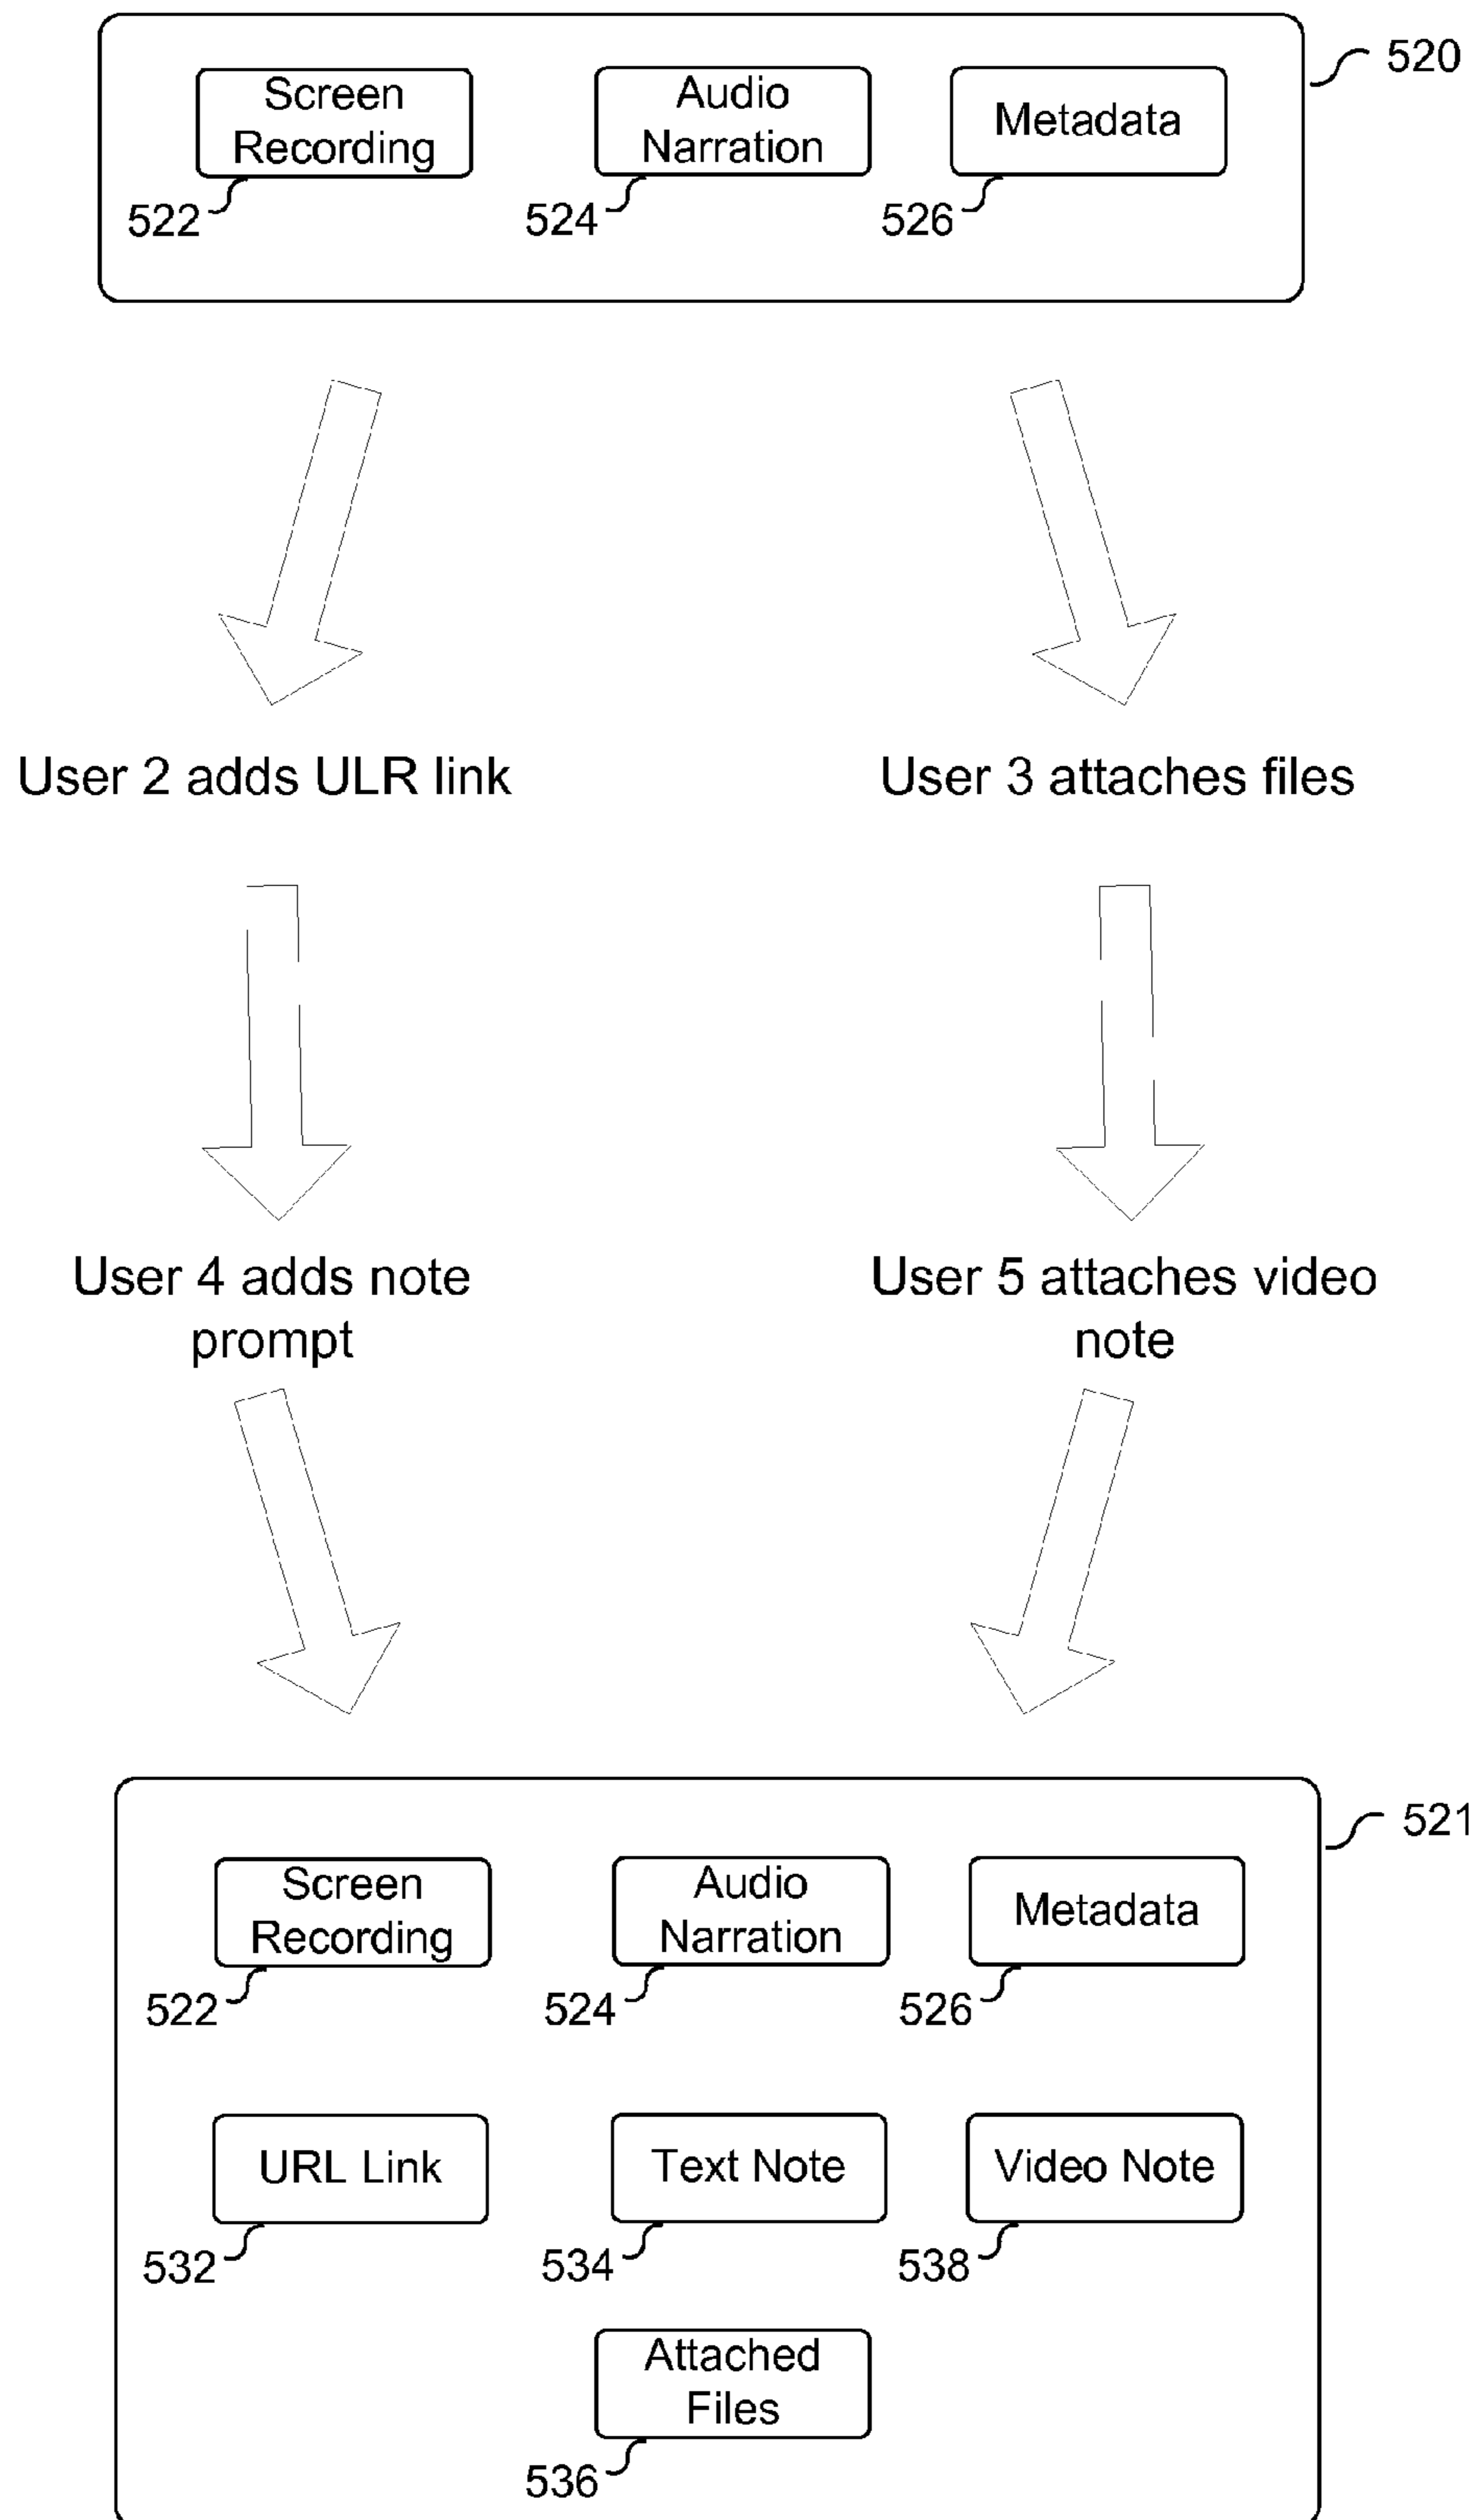 520
Screen
Recording
Audio
Narration
Metadata
522
524
526
User 2 adds ULR link
User 3 attaches files
User 4 adds note
prompt
User 5 attaches video
note
521
Screen
Recording
Audio
Narration
Metadata
522
524
526
URL Link
Text Note
Video Note
532
534
538
Attached
Files
536